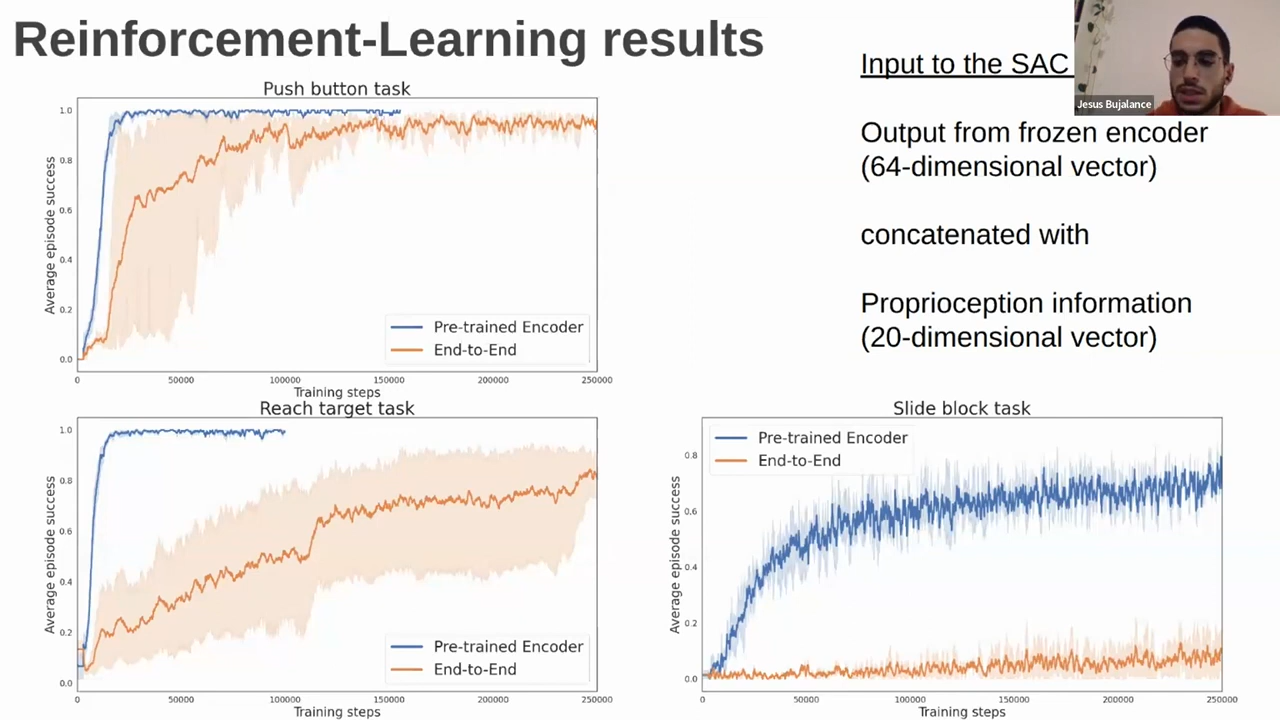 Reinforcement-Learning results
Input to the SAC
Jesus Bujalance
Output from frozen encoder
(64-dimensional vector)
concatenated with
Proprioception information
(20-dimensional vector)
Push button task
Average episode success
1.0
0.8
0.6
0.4
0.2
0.0
Pre-trained Encoder
End-to-End
0 50000 100000 150000 200000 250000
Training steps
Reach target task
Average episode success
1.0
0.8
0.6
0.4
0.2
0.0
Pre-trained Encoder
End-to-End
0 50000 100000 150000 200000 250000
Training steps
Slide block task
Average episode success
0.8
0.6
0.4
0.2
0.0
Pre-trained Encoder
End-to-End
0 50000 100000 150000 200000 250000
Training steps